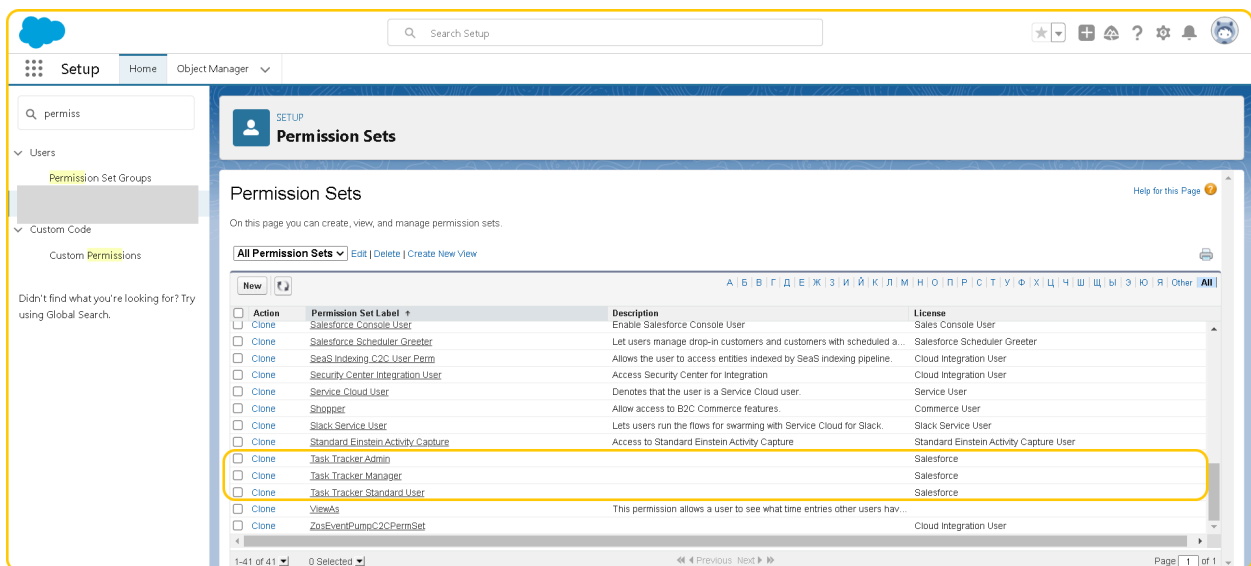 Search Setup
Setup Home Object Manager
permiss
Users
Permission Set Groups
Custom Code
Custom Permissions
Didn't find what you're looking for? Try
using Global Search.
SETUP
Permission Sets
Permission Sets
Help for this Page ?
On this page you can create, view, and manage permission sets.
All Permission Sets Edit | Delete | Create New View
New А | Б | В | Г | Д | Е | Ж | З | И | Й | К | Л | М | Н | О | П | Р | С | Т | У | Ф | Х | Ц | Ч | Ш | Щ | Ы | Э | Ю | Я | Other All
Action Permission Set Label ↑ Description License
Clone Salesforce Console User Enable Salesforce Console User Sales Console User
Clone Salesforce Scheduler Greeter Let users manage drop-in customers and customers with scheduled a... Salesforce Scheduler Greeter
Clone SeaS Indexing C2C User Perm Allows the user to access entities indexed by SeaS indexing pipeline. Cloud Integration User
Clone Security Center Integration User Access Security Center for Integration Cloud Integration User
Clone Service Cloud User Denotes that the user is a Service Cloud user. Service User
Clone Shopper Allow access to B2C Commerce features. Commerce User
Clone Slack Service User Lets users run the flows for swarming with Service Cloud for Slack. Slack Service User
Clone Standard Einstein Activity Capture Access to Standard Einstein Activity Capture Standard Einstein Activity Capture User
Clone Task Tracker Admin Salesforce
Clone Task Tracker Manager Salesforce
Clone Task Tracker Standard User Salesforce
Clone ViewAs This permission allows a user to see what time entries other users hav...
Clone ZosEventPumpC2CPermSet Cloud Integration User
1-41 of 41 0 Selected Previous Next Page 1 of 1